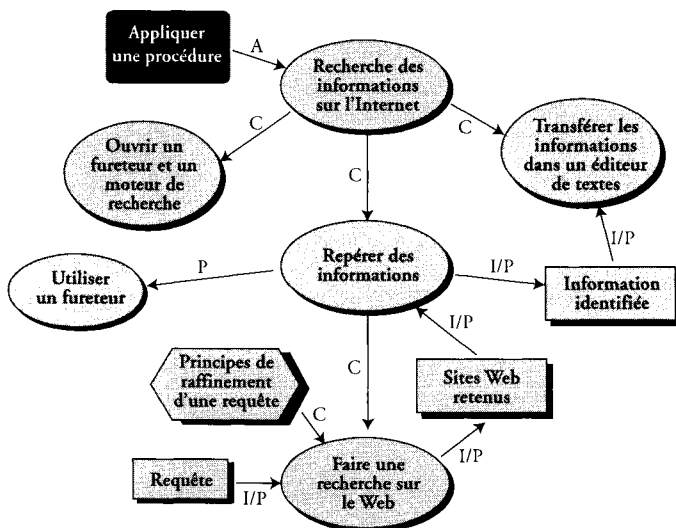 Appliquer
une procédure
A
Recherche des
informations
sur l'Internet
C
C
C
Ouvrir un
fureteur et un
moteur de
recherche
Transférer les
informations
dans un éditeur
de textes
Repérer des
informations
P
Utiliser
un fureteur
I/P
I/P
Information
identifiée
I/P
C
Principes de
raffinement
d'une requête
Sites Web
retenus
C
Requête
I/P
Faire une
recherche sur
le Web
I/P